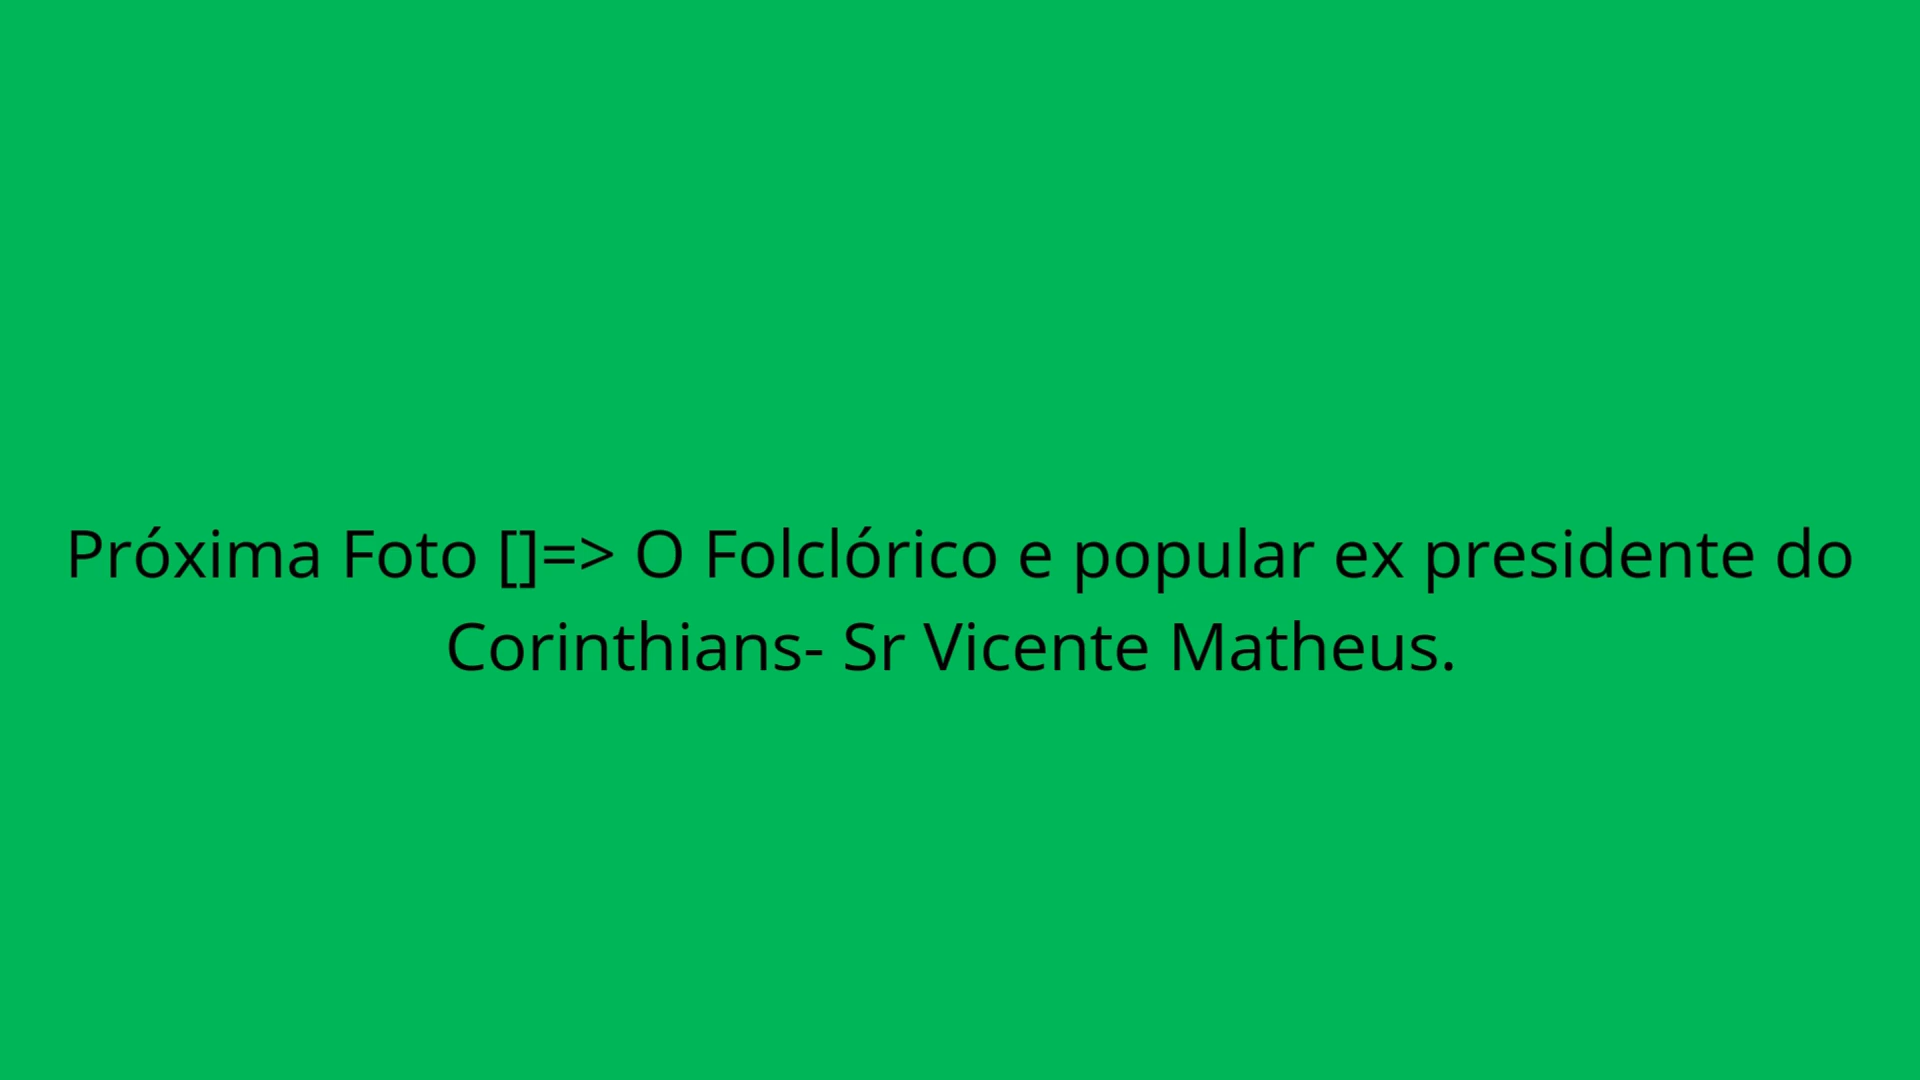 Próxima Foto []=> O Folclórico e popular ex presidente do
Corinthians- Sr Vicente Matheus.